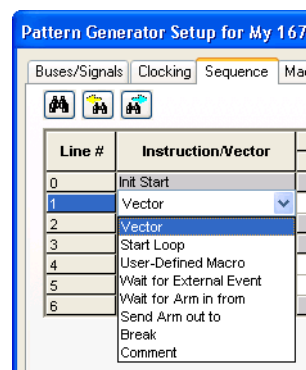 Pattern Generator Setup for My 167
Buses/Signals Clocking Sequence Ma
Line # Instruction/Vector
0 Init Start
1 Vector
2 Vector
3 Start Loop
4 User-Defined Macro
5 Wait for External Event
6 Wait for Arm in from
Send Arm out to
Break
Comment